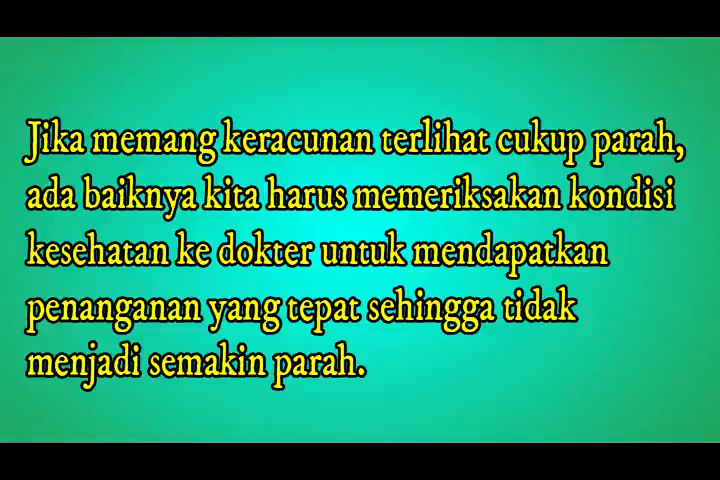 Jika memang keracunan terlihat cukup parah,
ada baiknya kita harus memeriksakan kondisi
kesehatan ke dokter untuk mendapatkan
penanganan yang tepat sehingga tidak
menjadi semakin parah.